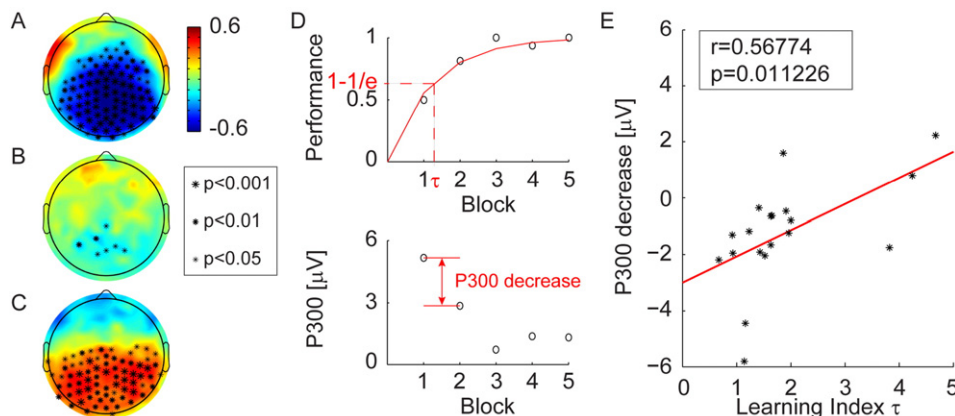 A
0.6
-0.6
B
* p<0.001
* p<0.01
* p<0.05
C
D
Performance
1
1-1/e
0.5
0
1 τ 2 3 4 5
Block
P300 [µV]
6
3
0
P300 decrease
1 2 3 4 5
Block
E
r=0.56774
p=0.011226
P300 decrease [µV]
6
4
2
0
−2
−4
−6
0 1 2 3 4 5
Learning Index τ